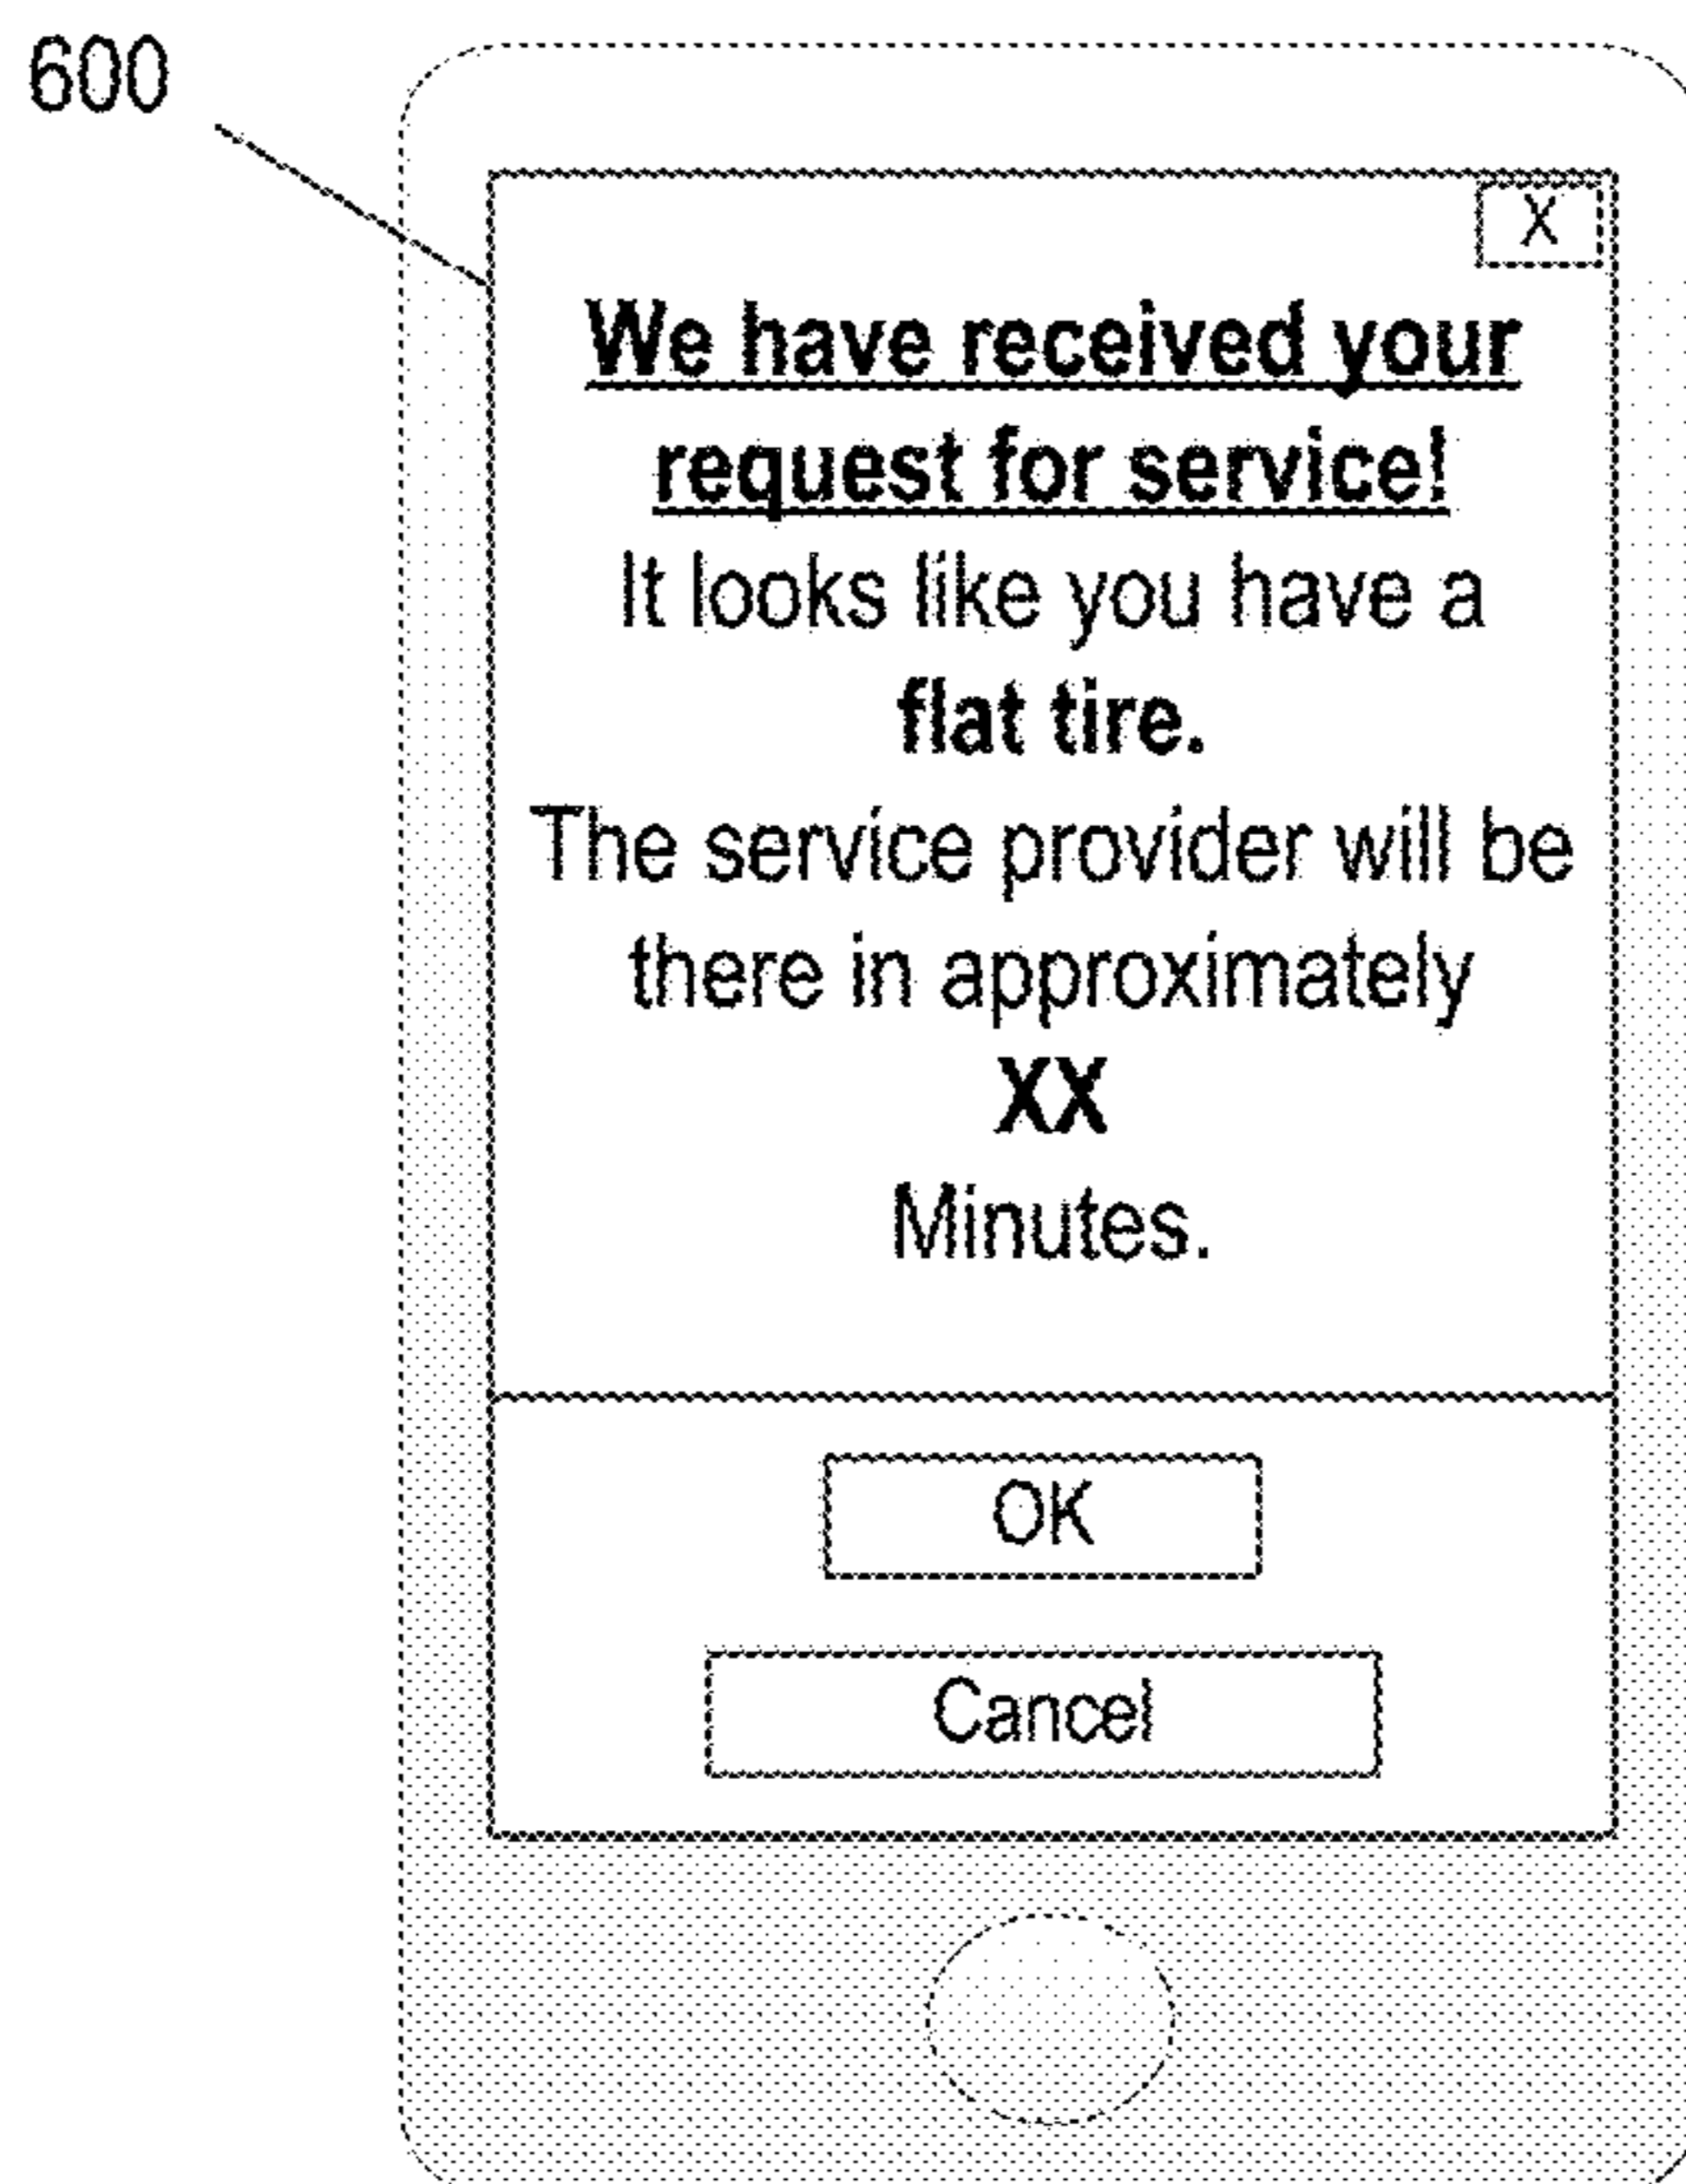 600
X
We have received your
request for service!
It looks like you have a
flat tire.
The service provider will be
there in approximately
XX
Minutes.
OK
Cancel